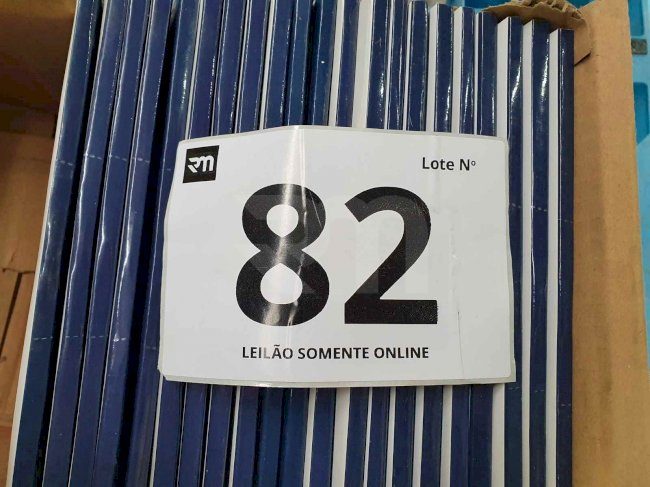 RM
Lote Nº
82
LEILÃO SOMENTE ONLINE